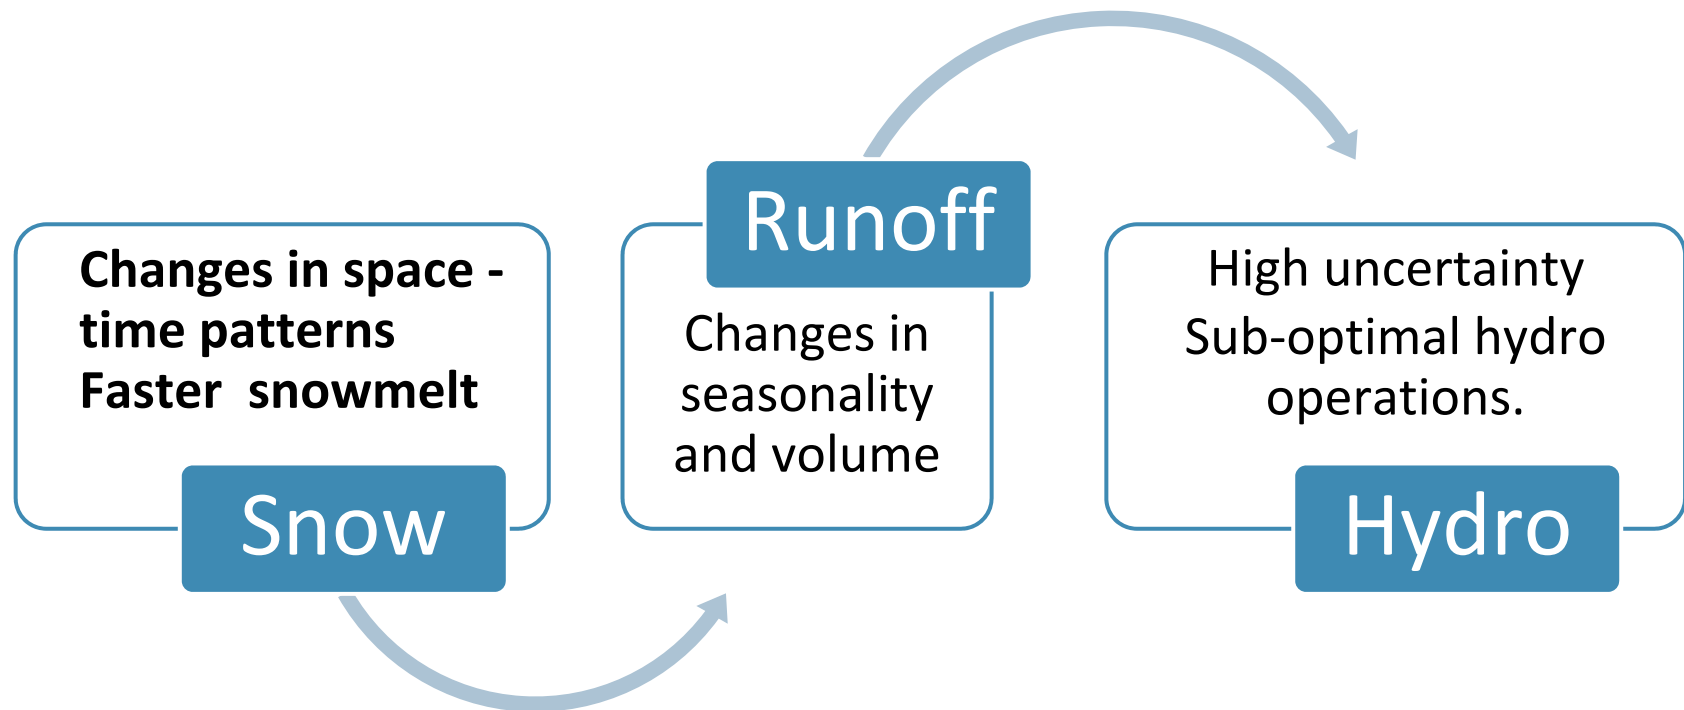 Changes in space -
time patterns
Faster  snowmelt
Snow
Runoff
Changes in
seasonality
and volume
High uncertainty
Sub-optimal hydro
operations.
Hydro